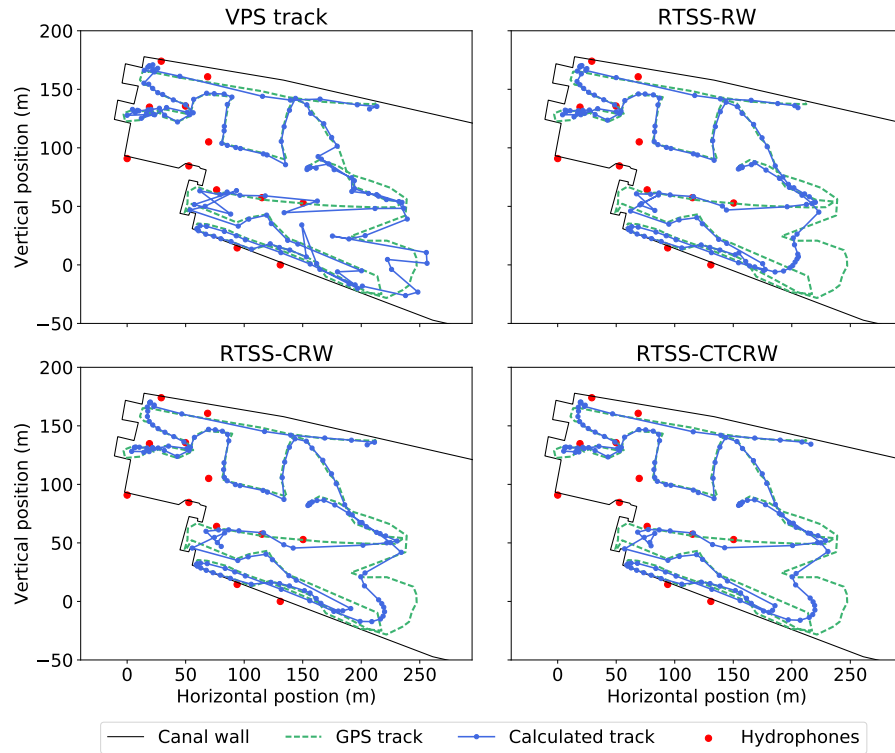 VPS track
RTSS-RW
200
150
100
50
0
−50
Vertical position (m)
RTSS-CRW
RTSS-CTCRW
200
150
100
50
0
−50
Vertical position (m)
0 50 100 150 200 250
0 50 100 150 200 250
Horizontal postion (m)
Horizontal postion (m)
Canal wall
GPS track
Calculated track
Hydrophones